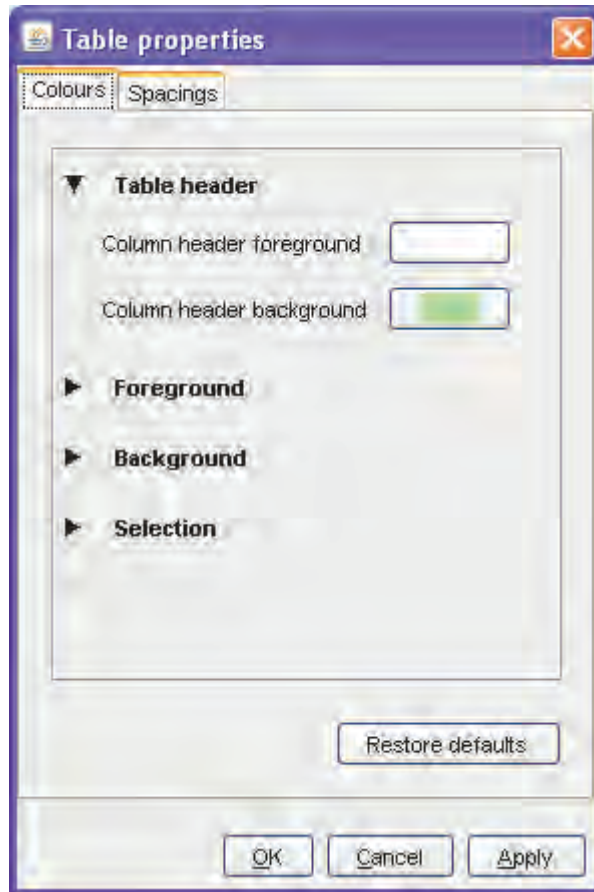 Table properties
Colours Spacings
Table header
Column header foreground
Column header background
Foreground
Background
Selection
Restore defaults
OK Cancel Apply